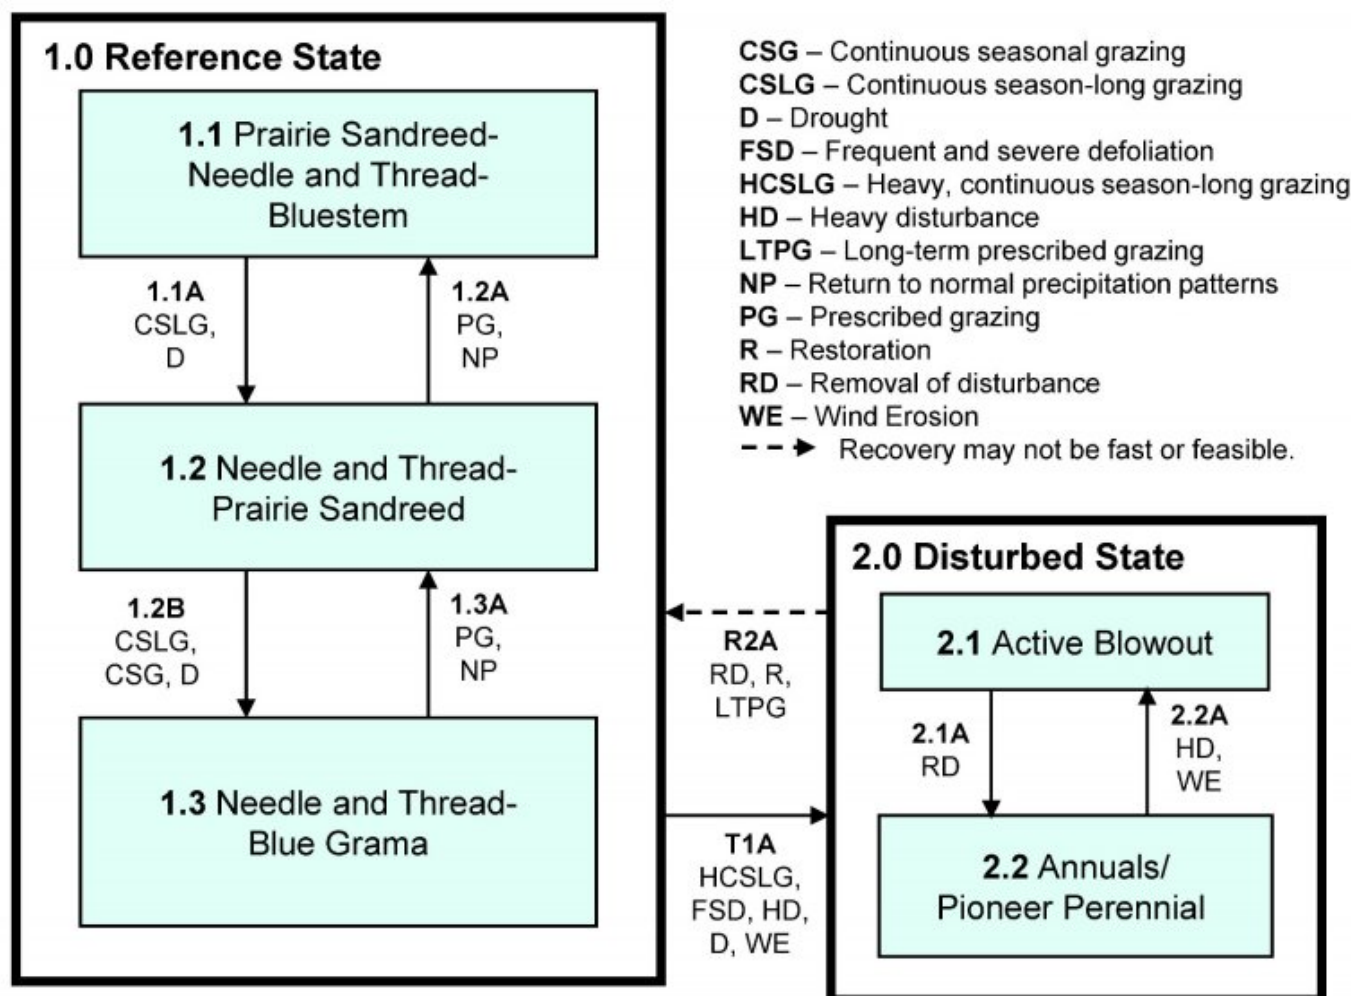 1.0 Reference State
1.1 Prairie Sandreed-
Needle and Thread-
Bluestem
1.1A
CSLG,
D
1.2A
PG,
NP
1.2 Needle and Thread-
Prairie Sandreed
1.2B
CSLG,
CSG, D
1.3A
PG,
NP
1.3 Needle and Thread-
Blue Grama
CSG – Continuous seasonal grazing
CSLG – Continuous season-long grazing
D – Drought
FSD – Frequent and severe defoliation
HCSLG – Heavy, continuous season-long grazing
HD – Heavy disturbance
LTPG – Long-term prescribed grazing
NP – Return to normal precipitation patterns
PG – Prescribed grazing
R – Restoration
RD – Removal of disturbance
WE – Wind Erosion
Recovery may not be fast or feasible.
R2A
RD, R,
LTPG
T1A
HCSLG,
FSD, HD,
D, WE
2.0 Disturbed State
2.1 Active Blowout
2.1A
RD
2.2A
HD,
WE
2.2 Annuals/
Pioneer Perennial